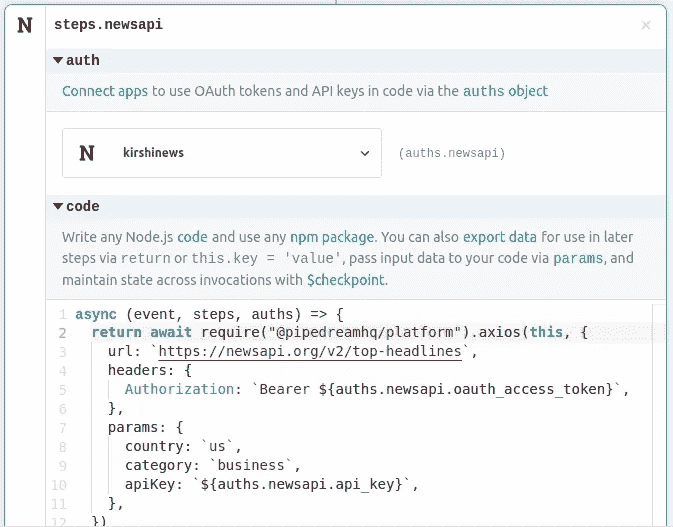 N steps.newsapi ×
▼auth
Connect apps to use OAuth tokens and API keys in code via the auths object
N kirshinews (auths.newsapi)
▼code
Write any Node.js code and use any npm package. You can also export data for use in later
steps via return or this.key = 'value', pass input data to your code via params, and
maintain state across invocations with $checkpoint.
1 async (event, steps, auths) => {
2 return await require("@pipedreamhq/platform").axios(this, {
3 url: `https://newsapi.org/v2/top-headlines`,
4 headers: {
5 Authorization: `Bearer ${auths.newsapi.oauth_access_token}`,
6 },
7 params: {
8 country: `us`,
9 category: `business`,
10 apiKey: `${auths.newsapi.api_key}`,
11 },
12 })